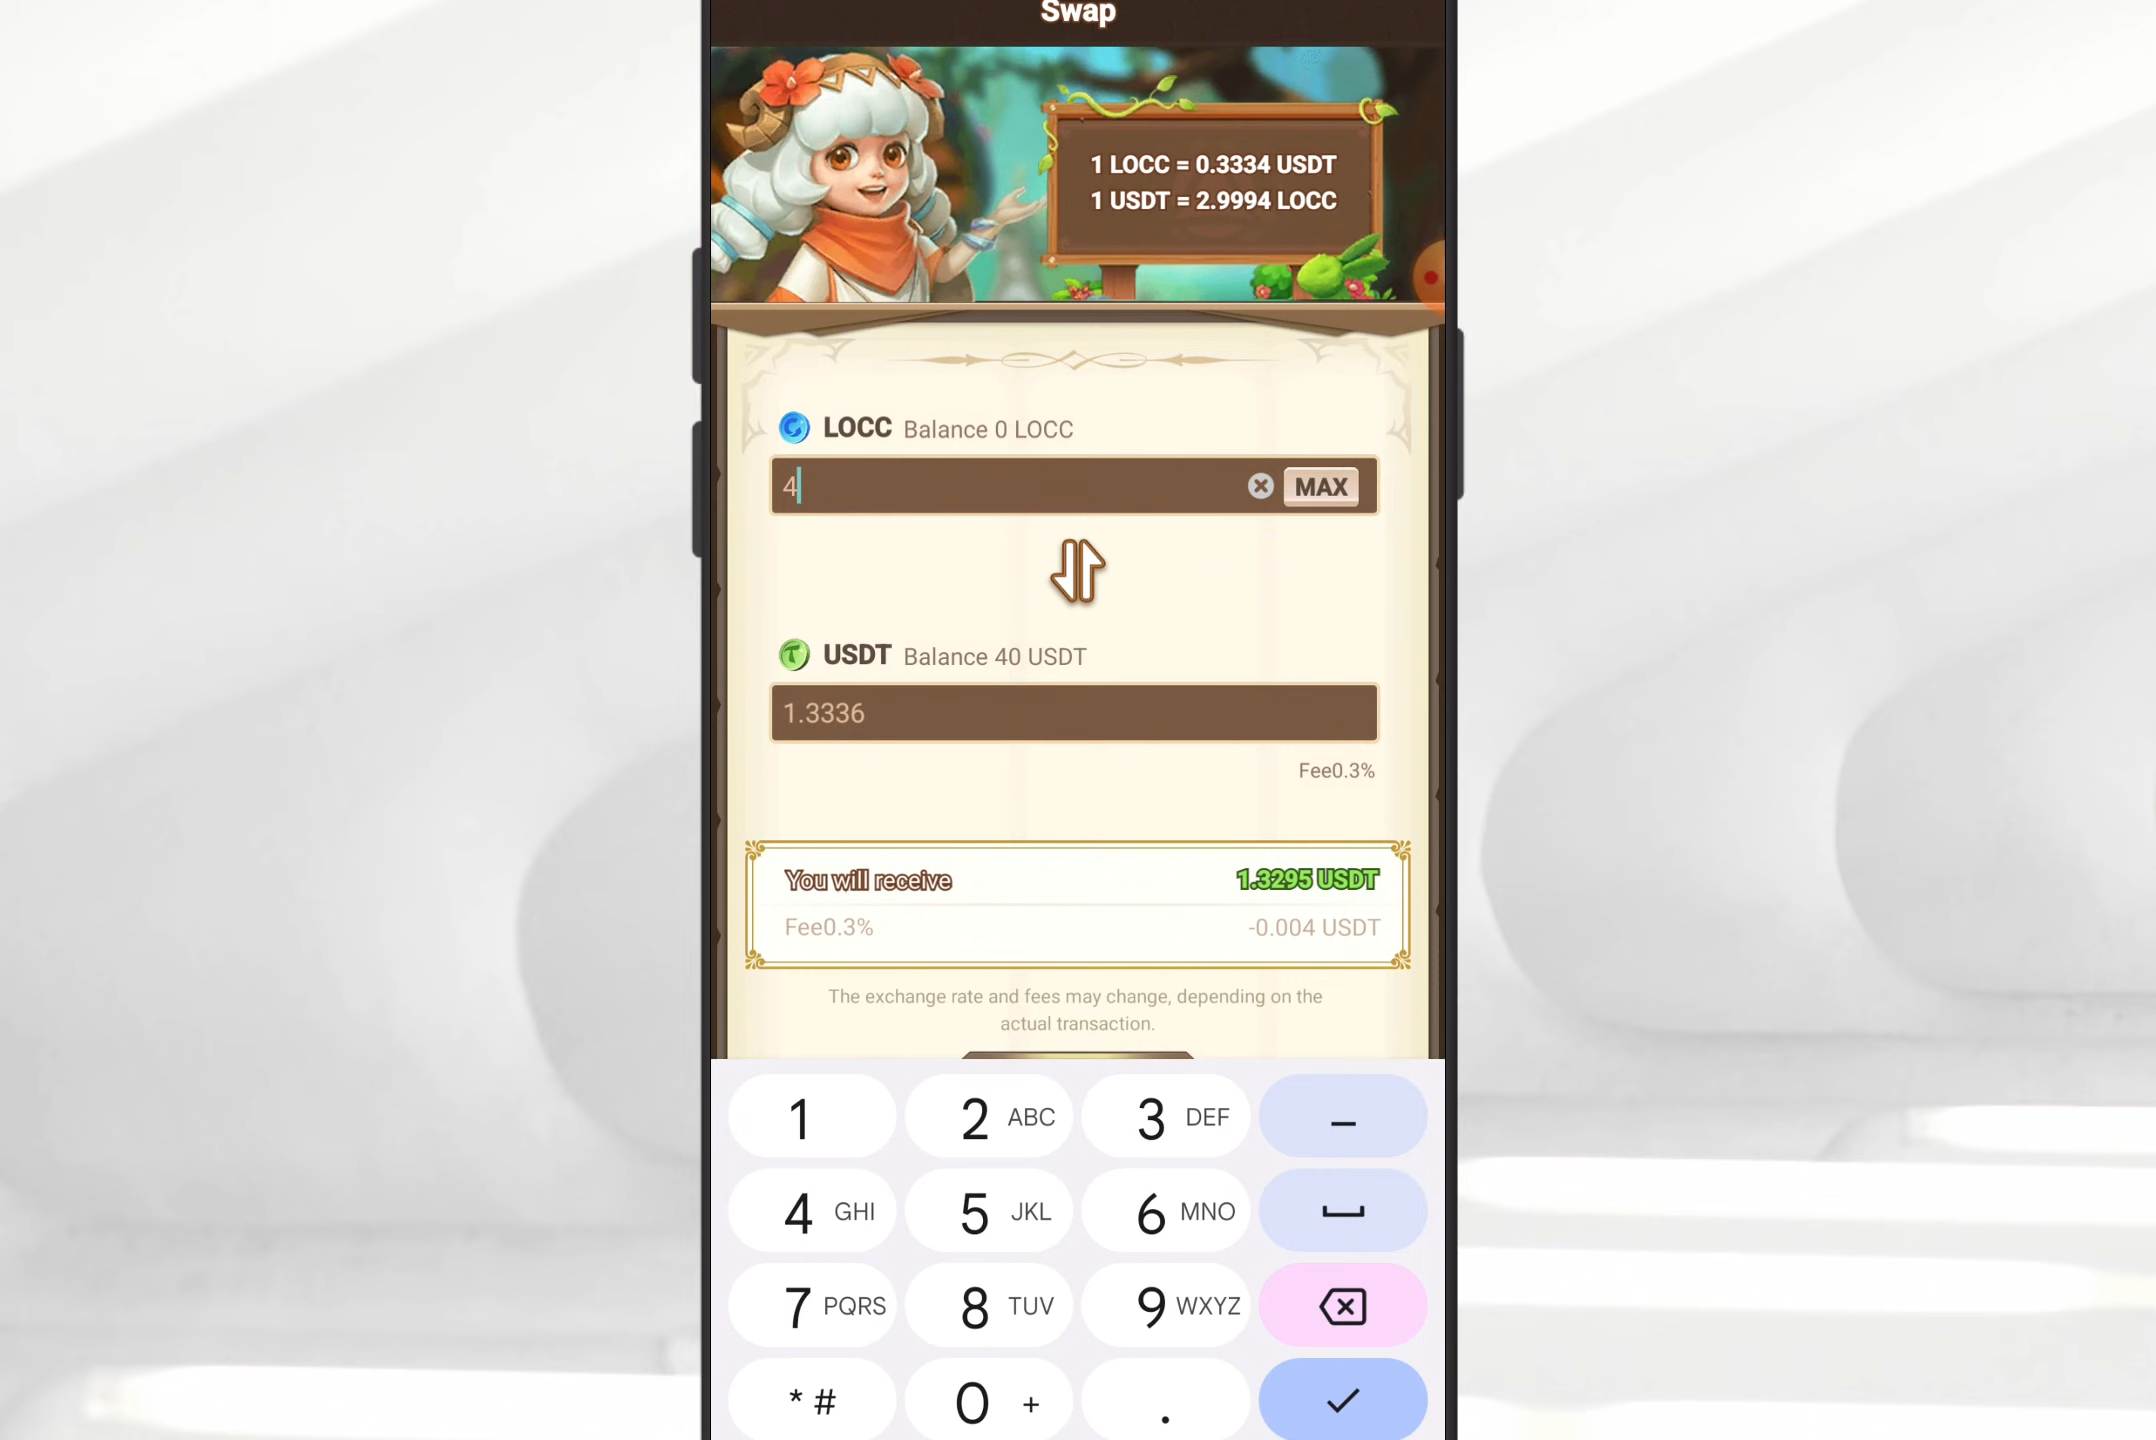 Swap
1 LOCC = 0.3334 USDT
1 USDT = 2.9994 LOCC
LOCC Balance 0 LOCC
4 MAX
USDT Balance 40 USDT
1.3336
Fee0.3%
You will receive 1.3295 USDT
Fee0.3% -0.004 USDT
The exchange rate and fees may change, depending on the
actual transaction.
1 2 ABC 3 DEF –
4 GHI 5 JKL 6 MNO
7 PQRS 8 TUV 9 WXYZ
* # 0 + .